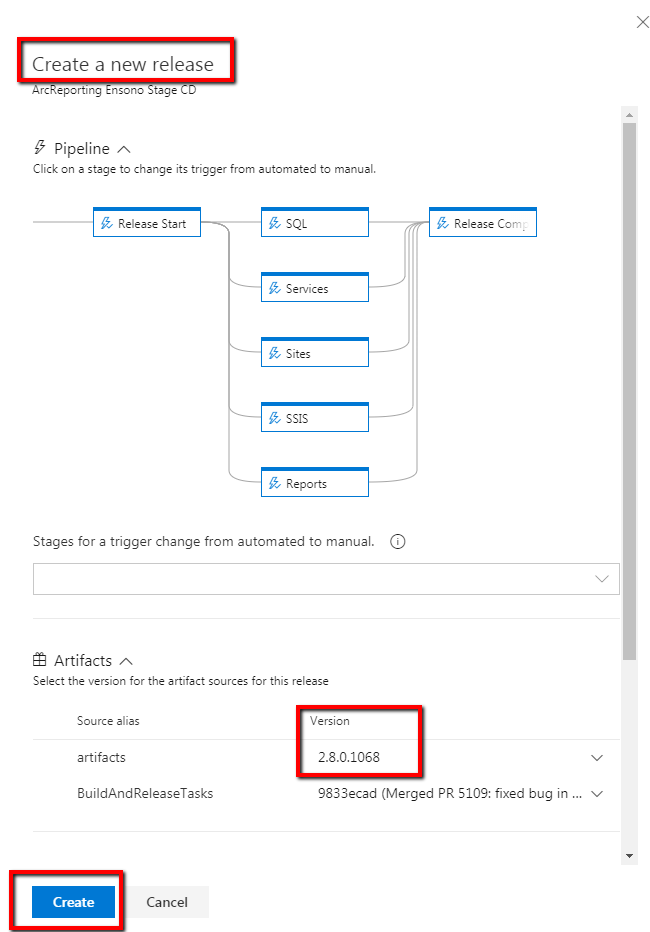 Create a new release
ArcReporting Ensono Stage CD
Pipeline
Click on a stage to change its trigger from automated to manual.
Release Start
SQL
Release Comp
Services
Sites
SSIS
Reports
Stages for a trigger change from automated to manual.
Artifacts
Select the version for the artifact sources for this release
Source alias Version
artifacts 2.8.0.1068
BuildAndReleaseTasks 9833ecad (Merged PR 5109: fixed bug in ...
Create Cancel